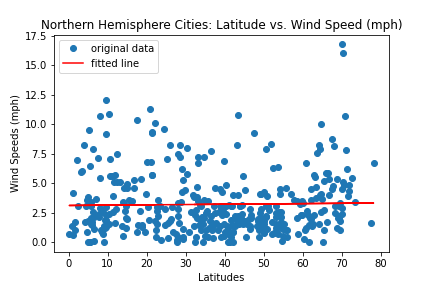 Northern Hemisphere Cities: Latitude vs. Wind Speed (mph)
17.5
15.0
12.5
10.0
7.5
5.0
2.5
0.0
Wind Speeds (mph)
original data
fitted line
0 10 20 30 40 50 60 70 80
Latitudes